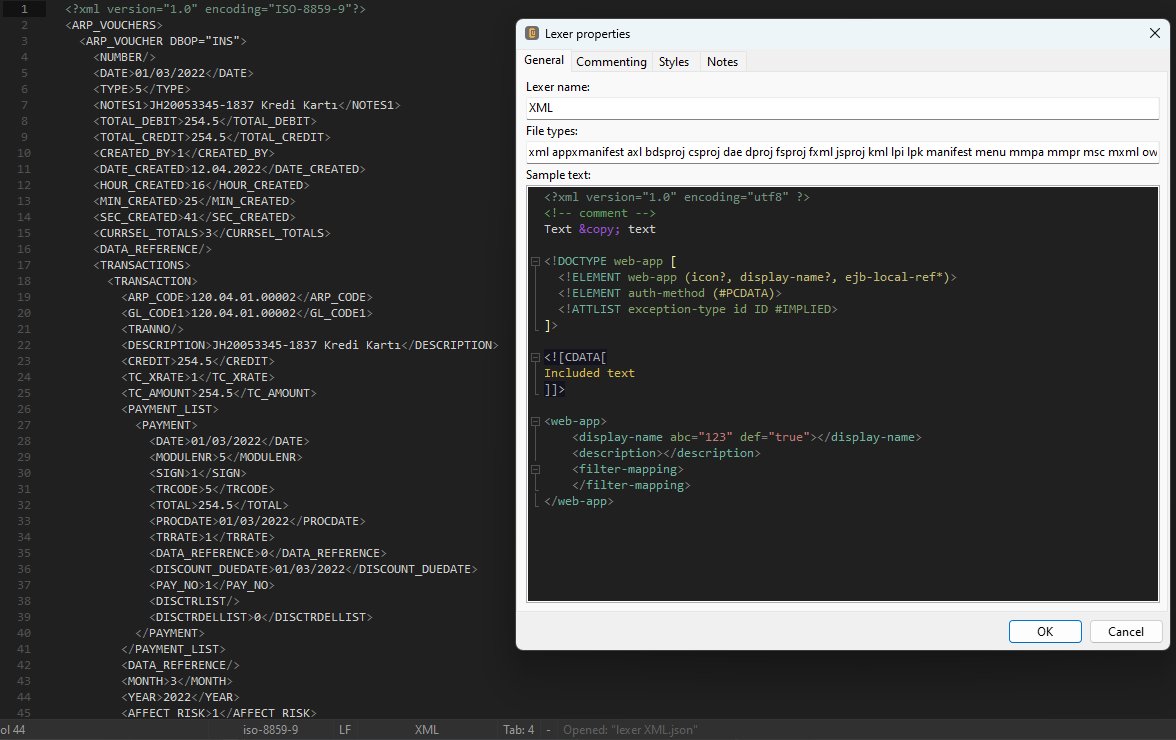 1 <?xml version="1.0" encoding="ISO-8859-9"?>
2 <ARP_VOUCHERS>
3 <ARP_VOUCHER DBOP="INS">
4 <NUMBER/>
5 <DATE>01/03/2022</DATE>
6 <TYPE>5</TYPE>
7 <NOTES1>JH20053345-1837 Kredi Kartı</NOTES1>
8 <TOTAL_DEBIT>254.5</TOTAL_DEBIT>
9 <TOTAL_CREDIT>254.5</TOTAL_CREDIT>
10 <CREATED_BY>1</CREATED_BY>
11 <DATE_CREATED>12.04.2022</DATE_CREATED>
12 <HOUR_CREATED>16</HOUR_CREATED>
13 <MIN_CREATED>25</MIN_CREATED>
14 <SEC_CREATED>41</SEC_CREATED>
15 <CURRSEL_TOTALS>3</CURRSEL_TOTALS>
16 <DATA_REFERENCE/>
17 <TRANSACTIONS>
18 <TRANSACTION>
19 <ARP_CODE>120.04.01.00002</ARP_CODE>
20 <GL_CODE1>120.04.01.00002</GL_CODE1>
21 <TRANNO/>
22 <DESCRIPTION>JH20053345-1837 Kredi Kartı</DESCRIPTION>
23 <CREDIT>254.5</CREDIT>
24 <TC_XRATE>1</TC_XRATE>
25 <TC_AMOUNT>254.5</TC_AMOUNT>
26 <PAYMENT_LIST>
27 <PAYMENT>
28 <DATE>01/03/2022</DATE>
29 <MODULENR>5</MODULENR>
30 <SIGN>1</SIGN>
31 <TRCODE>5</TRCODE>
32 <TOTAL>254.5</TOTAL>
33 <PROCDATE>01/03/2022</PROCDATE>
34 <TRRATE>1</TRRATE>
35 <DATA_REFERENCE>0</DATA_REFERENCE>
36 <DISCOUNT_DUEDATE>01/03/2022</DISCOUNT_DUEDATE>
37 <PAY_NO>1</PAY_NO>
38 <DISCTRLIST/>
39 <DISCTRDELLIST>0</DISCTRDELLIST>
40 </PAYMENT>
41 </PAYMENT_LIST>
42 <DATA_REFERENCE/>
43 <MONTH>3</MONTH>
44 <YEAR>2022</YEAR>
45 <AFFECT_RISK>1</AFFECT_RISK>
Lexer properties
General Commenting Styles Notes
Lexer name:
XML
File types:
xml appxmanifest axl bdsproj csproj dae dproj fsproj fxml jsproj kml lpi lpk manifest menu mmpa mmpr msc mxml ow
Sample text:
<?xml version="1.0" encoding="utf8" ?>
<!-- comment -->
Text &copy; text
<!DOCTYPE web-app [
<!ELEMENT web-app (icon?, display-name?, ejb-local-ref*)>
<!ELEMENT auth-method (#PCDATA)>
<!ATTLIST exception-type id ID #IMPLIED>
]>
<![CDATA[
Included text
]]>
<web-app>
<display-name abc="123" def="true"></display-name>
<description></description>
<filter-mapping>
</filter-mapping>
</web-app>
OK Cancel
ol 44 iso-8859-9 LF XML Tab: 4 - Opened: "lexer XML.json"